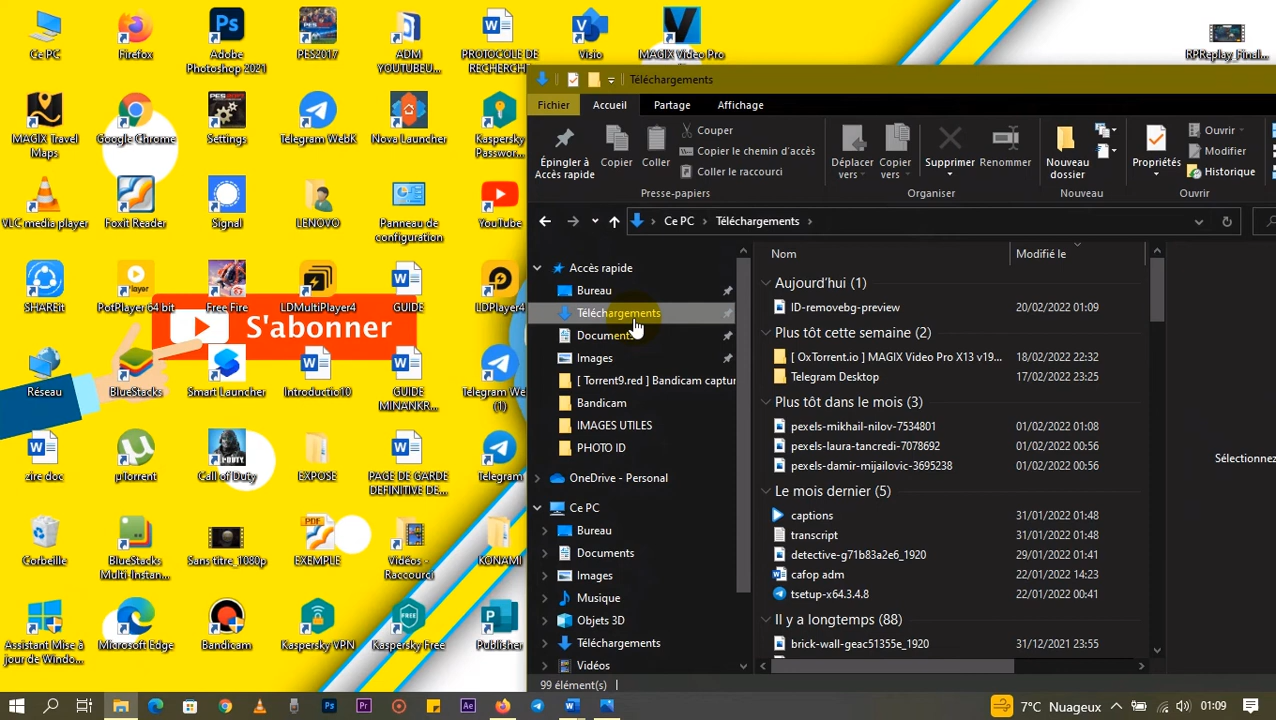 Ce PC
Firefox
Adobe
Photoshop 2021
PES2017
ADM
YOUTUBEU...
PROTOCOLE DE
RECHERCH...
Visio
MAGIX Video Pro
RPReplay_Final...
MAGIX Travel
Maps
Google Chrome
Settings
Telegram WebK
Nova Launcher
Kaspersky
Passwor...
VLC media player
Foxit Reader
Signal
LENOVO
Panneau de
configuration
YouTube
SHAREit
PotPlayer 64 bit
Free Fire
LDMultiPlayer4
GUIDE
LDPlayer4
S'abonner
Réseau
BlueStacks
Smart Launcher
Introductio10
GUIDE
MINANKR...
Telegram We
(1)
zire doc
µTorrent
Call of Duty
EXPOSE
PAGE DE GARDE
DEFINITIVE DE...
Telegram
Corbeille
BlueStacks
Multi-Instan...
Sans titre_1080p
PDF
EXEMPLE
Vidéos -
Raccourci
KONAMI
Assistant Mise à
jour de Windo...
Microsoft Edge
Bandicam
Kaspersky VPN
FREE
Kaspersky Free
Publisher
Téléchargements
Fichier
Accueil
Partage
Affichage
Épingler à
Accès rapide
Copier
Coller
Couper
Copier le chemin d'accès
Coller le raccourci
Presse-papiers
Déplacer
vers
Copier
vers
Supprimer
Renommer
Organiser
Nouveau
dossier
Nouveau
Propriétés
Ouvrir
Modifier
Historique
Ouvrir
Ce PC
Téléchargements
Accès rapide
Bureau
Téléchargements
Documents
Images
[ Torrent9.red ] Bandicam captur
Bandicam
IMAGES UTILES
PHOTO ID
OneDrive - Personal
Ce PC
Bureau
Documents
Images
Musique
Objets 3D
Téléchargements
Vidéos
Nom
Modifié le
Aujourd'hui (1)
ID-removebg-preview 20/02/2022 01:09
Plus tôt cette semaine (2)
[ OxTorrent.io ] MAGIX Video Pro X13 v19... 18/02/2022 22:23
Telegram Desktop 17/02/2022 23:25
Plus tôt dans le mois (3)
pexels-mikhail-nilov-7534801 01/02/2022 01:08
pexels-laura-tancredi-7078692 01/02/2022 00:56
pexels-damir-mijailovic-3695238 01/02/2022 00:56
Le mois dernier (5)
captions 31/01/2022 01:48
transcript 31/01/2022 01:48
detective-g71b83a2e6_1920 29/01/2022 01:41
cafop adm 22/01/2022 14:23
tsetup-x64.3.4.8 22/01/2022 00:41
Il y a longtemps (88)
brick-wall-geac51355e_1920 31/12/2021 23:55
Sélectionnez
99 élément(s)
7°C Nuageux
01:09